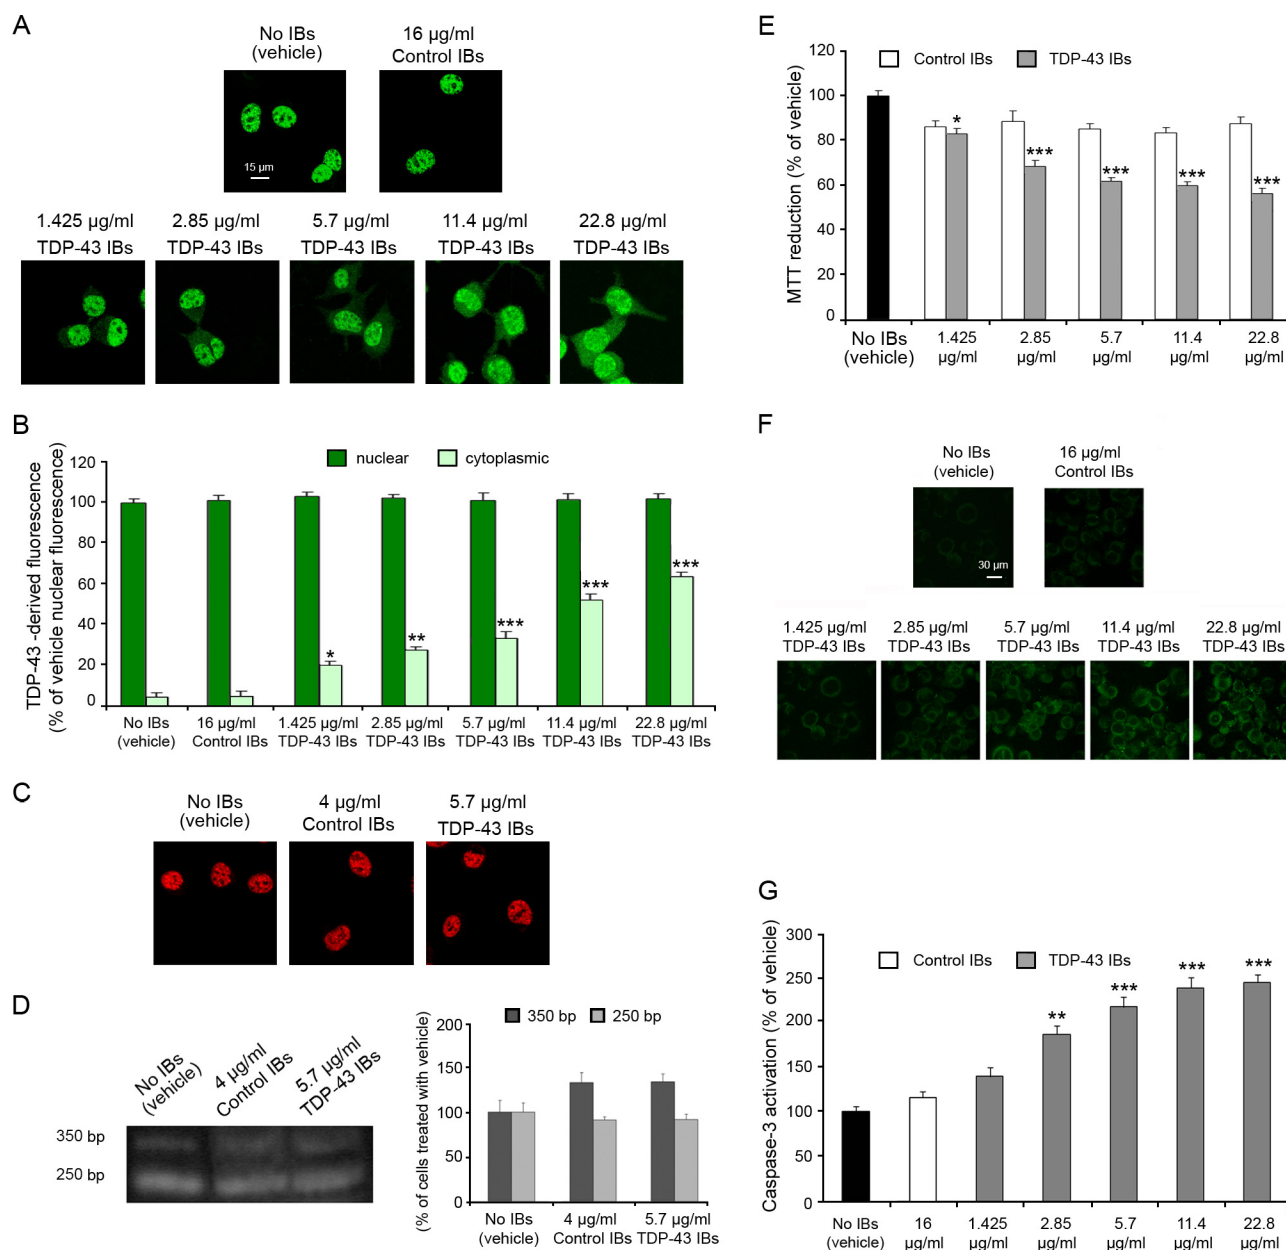 A
No IBs
(vehicle)
16 µg/ml
Control IBs
15 µm
1.425 µg/ml
TDP-43 IBs
2.85 µg/ml
TDP-43 IBs
5.7 µg/ml
TDP-43 IBs
11.4 µg/ml
TDP-43 IBs
22.8 µg/ml
TDP-43 IBs
B
TDP-43 -derived fluorescence
(% of vehicle nuclear fluorescence)
nuclear
cytoplasmic
120
100
80
60
40
20
0
*
**
***
***
***
No IBs
(vehicle)
16 µg/ml
Control IBs
1.425 µg/ml
TDP-43 IBs
2.85 µg/ml
TDP-43 IBs
5.7 µg/ml
TDP-43 IBs
11.4 µg/ml
TDP-43 IBs
22.8 µg/ml
TDP-43 IBs
C
No IBs
(vehicle)
4 µg/ml
Control IBs
5.7 µg/ml
TDP-43 IBs
D
No IBs
(vehicle)
4 µg/ml
Control IBs
5.7 µg/ml
TDP-43 IBs
350 bp
250 bp
(% of cells treated with vehicle)
350 bp
250 bp
200
150
100
50
0
No IBs
(vehicle)
4 µg/ml
Control IBs
5.7 µg/ml
TDP-43 IBs
E
MTT reduction (% of vehicle)
Control IBs
TDP-43 IBs
120
100
80
60
40
20
0
*
***
***
***
***
No IBs
(vehicle)
1.425
µg/ml
2.85
µg/ml
5.7
µg/ml
11.4
µg/ml
22.8
µg/ml
F
No IBs
(vehicle)
16 µg/ml
Control IBs
30 µm
1.425 µg/ml
TDP-43 IBs
2.85 µg/ml
TDP-43 IBs
5.7 µg/ml
TDP-43 IBs
11.4 µg/ml
TDP-43 IBs
22.8 µg/ml
TDP-43 IBs
G
Caspase-3 activation (% of vehicle)
Control IBs
TDP-43 IBs
300
250
200
150
100
50
0
**
***
***
***
No IBs
(vehicle)
16
µg/ml
1.425
µg/ml
2.85
µg/ml
5.7
µg/ml
11.4
µg/ml
22.8
µg/ml